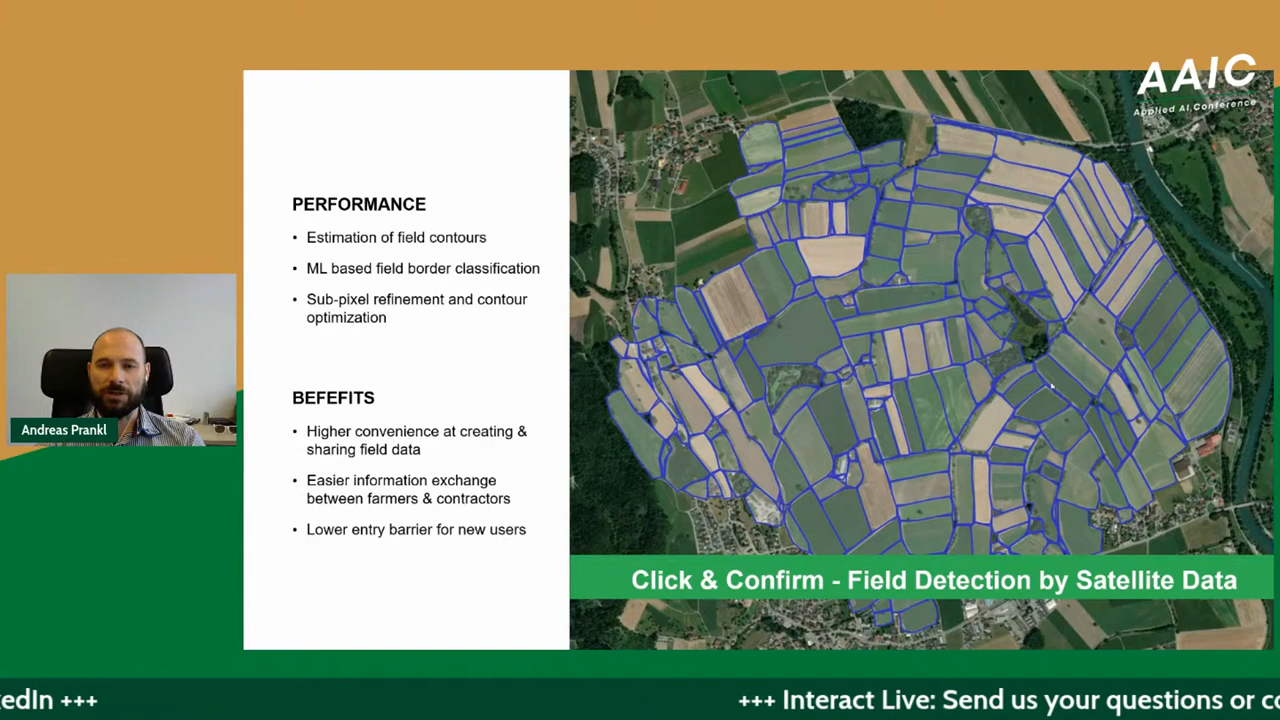 AAIC
Applied AI Conference
PERFORMANCE
• Estimation of field contours
• ML based field border classification
• Sub-pixel refinement and contour
optimization
BEFEFITS
• Higher convenience at creating &
sharing field data
• Easier information exchange
between farmers & contractors
• Lower entry barrier for new users
Andreas Prankl
Click & Confirm - Field Detection by Satellite Data
edIn +++
+++ Interact Live: Send us your questions or co